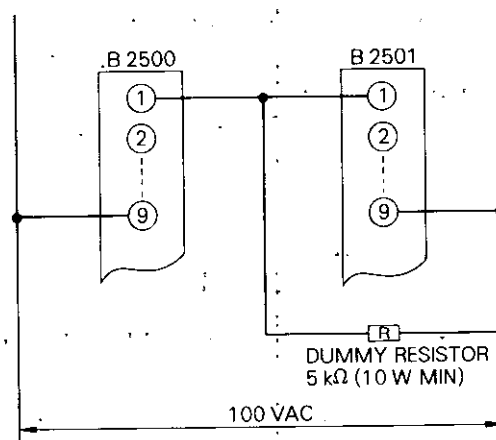 B 2500
B 2501
1
1
2
2
9
9
R
DUMMY RESISTOR
5 kΩ (10 W MIN)
100 VAC